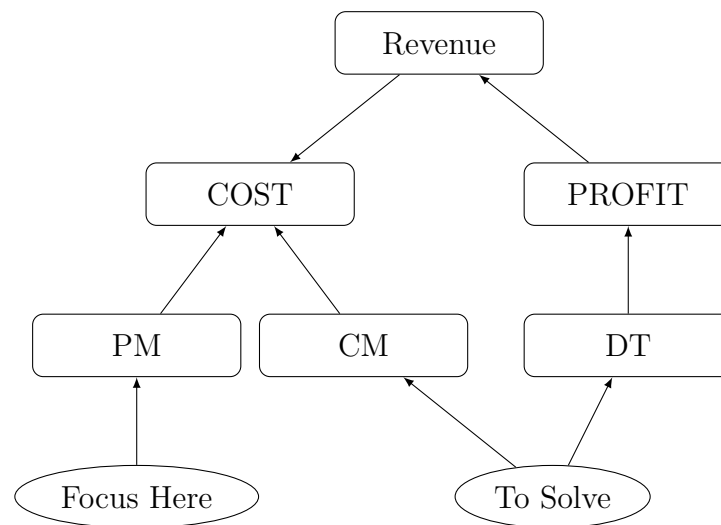 Revenue
COST
PROFIT
PM
CM
DT
Focus Here
To Solve